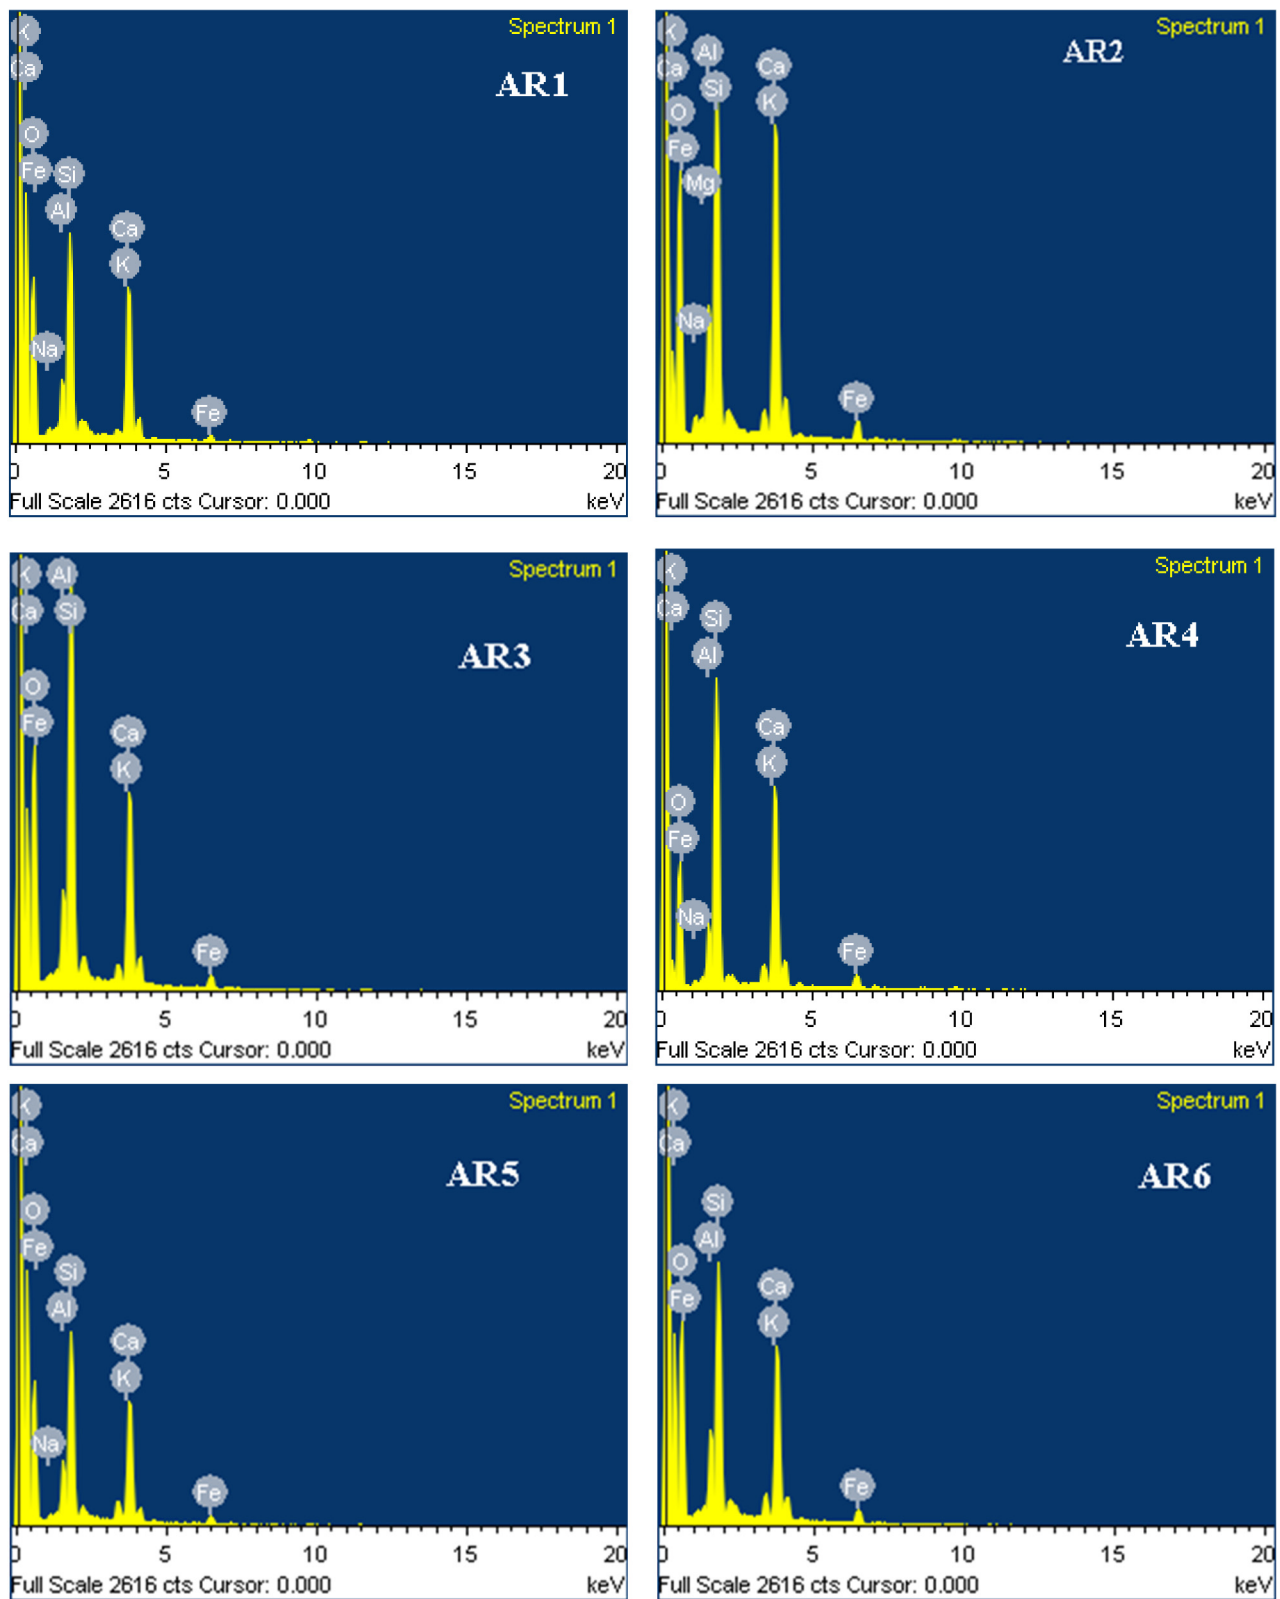 Spectrum 1
AR1
K
Ca
O
Fe Si
Al
Ca
K
Na
Fe
0 5 10 15 20
Full Scale 2616 cts Cursor: 0.000 keV
Spectrum 1
AR2
K
Al
Ca Ca
Si
K
O
Fe
Mg
Na
Fe
0 5 10 15 20
Full Scale 2616 cts Cursor: 0.000 keV
Spectrum 1
AR3
K Al
Ca Si
O
Fe
Ca
K
Fe
0 5 10 15 20
Full Scale 2616 cts Cursor: 0.000 keV
Spectrum 1
AR4
K
Ca
Si
Al
Ca
K
O
Fe
Na
Fe
0 5 10 15 20
Full Scale 2616 cts Cursor: 0.000 keV
Spectrum 1
AR5
K
Ca
O
Fe
Si
Al
Ca
K
Na
Fe
0 5 10 15 20
Full Scale 2616 cts Cursor: 0.000 keV
Spectrum 1
AR6
K
Ca
Si
Al
O
Ca
Fe
K
Fe
0 5 10 15 20
Full Scale 2616 cts Cursor: 0.000 keV